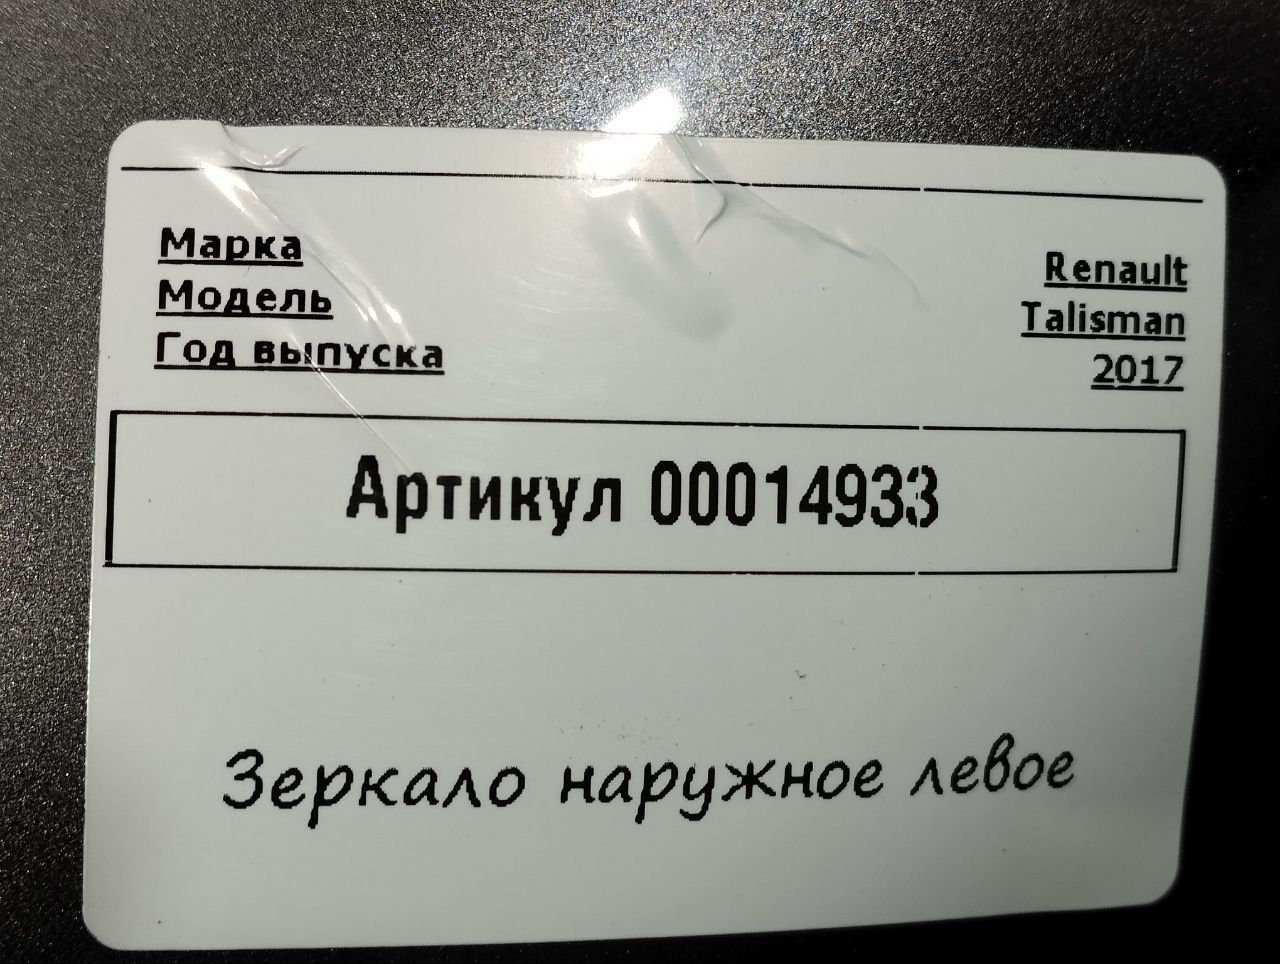 Марка Renault
Модель Talisman
Год выпуска 2017
Артикул 00014933
Зеркало наружное левое